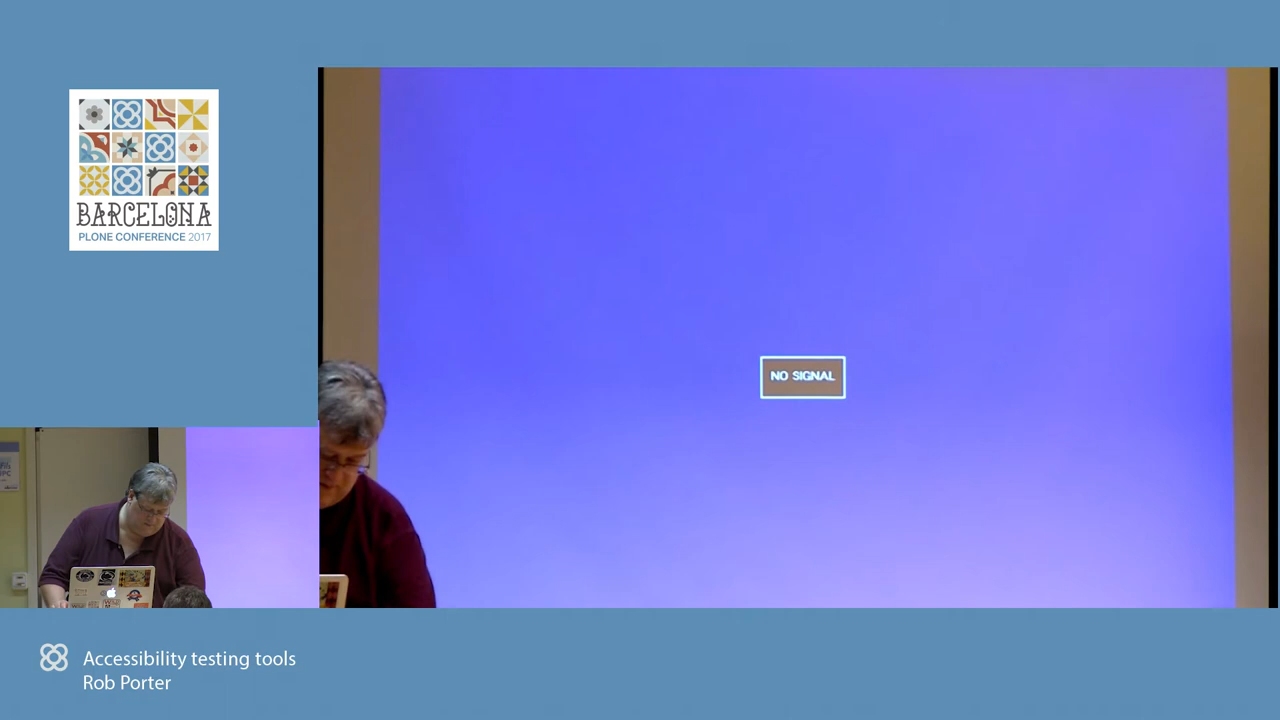 BARCELONA
PLONE CONFERENCE 2017
NO SIGNAL
Accessibility testing tools
Rob Porter